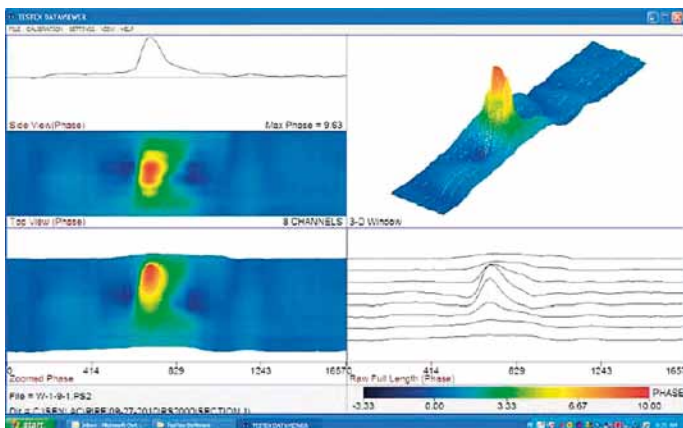 TESTEX DATAVIEWER
FILE CALIBRATION SETTINGS VIEW HELP
Side View (Phase)
Max Phase = 9.63
Top View (Phase)
8 CHANNELS
3-D Window
0 414 829 1243 1657
0 414 829 1243 1657
Zoomed Phase
Raw Full Length (Phase)
File = W-1-9-1.PS2
PHASE
-3.33 0.00 3.33 6.67 10.00
START
TESTEX DATAVIEWER